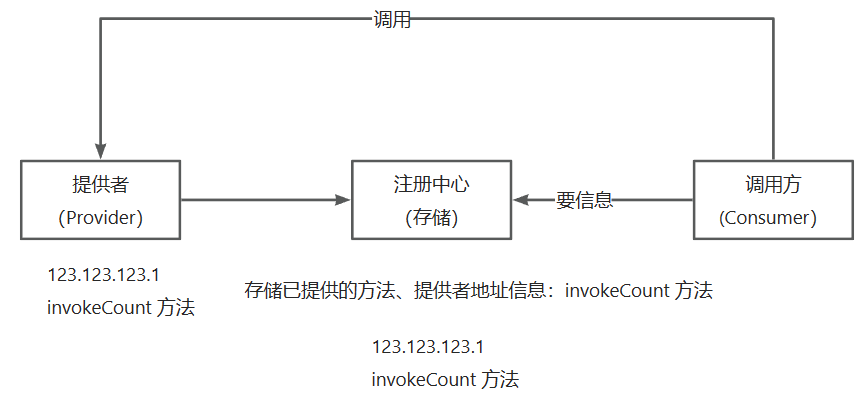 调用
提供者
(Provider)
注册中心
(存储)
要信息
调用方
(Consumer)
123.123.123.1
invokeCount 方法
存储已提供的方法、提供者地址信息：invokeCount 方法
123.123.123.1
invokeCount 方法